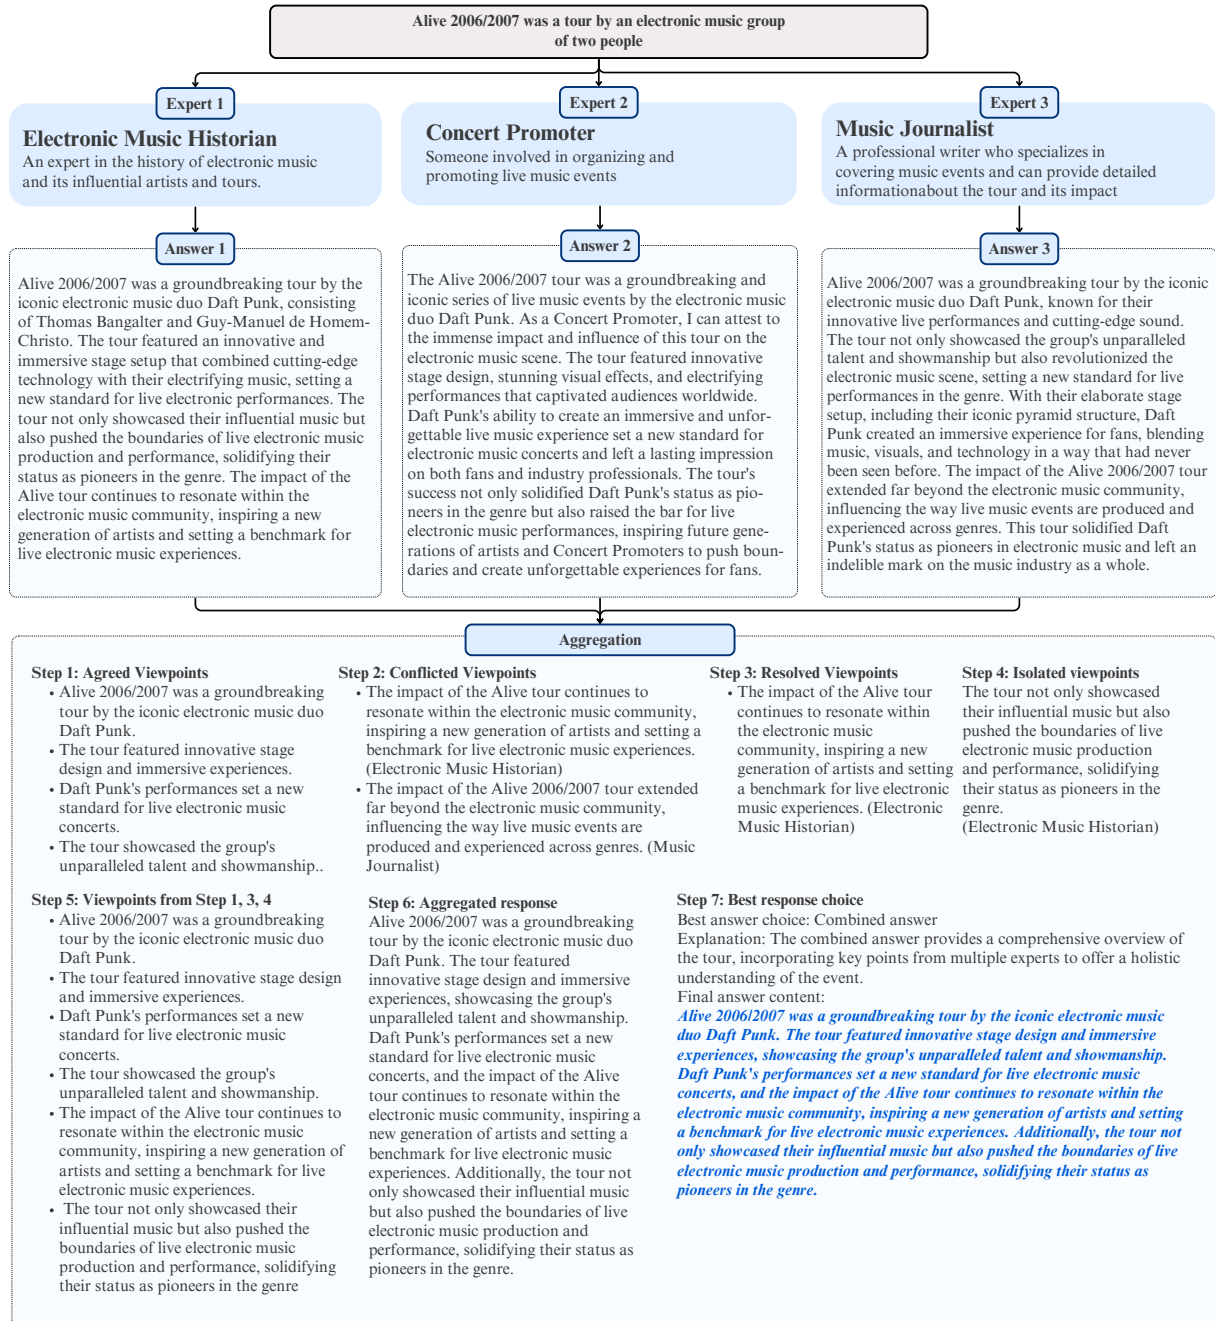 Alive 2006/2007 was a tour by an electronic music group
of two people
Expert 1
Electronic Music Historian
An expert in the history of electronic music
and its influential artists and tours.
Expert 2
Concert Promoter
Someone involved in organizing and
promoting live music events
Expert 3
Music Journalist
A professional writer who specializes in
covering music events and can provide detailed
informationabout the tour and its impact
Answer 1
Alive 2006/2007 was a groundbreaking tour by the
iconic electronic music duo Daft Punk, consisting
of Thomas Bangalter and Guy-Manuel de Homem-
Christo. The tour featured an innovative and
immersive stage setup that combined cutting-edge
technology with their electrifying music, setting a
new standard for live electronic performances. The
tour not only showcased their influential music but
also pushed the boundaries of live electronic music
production and performance, solidifying their
status as pioneers in the genre. The impact of the
Alive tour continues to resonate within the
electronic music community, inspiring a new
generation of artists and setting a benchmark for
live electronic music experiences.
Answer 2
The Alive 2006/2007 tour was a groundbreaking and
iconic series of live music events by the electronic music
duo Daft Punk. As a Concert Promoter, I can attest to
the immense impact and influence of this tour on the
electronic music scene. The tour featured innovative
stage design, stunning visual effects, and electrifying
performances that captivated audiences worldwide.
Daft Punk's ability to create an immersive and unfor-
gettable live music experience set a new standard for
electronic music concerts and left a lasting impression
on both fans and industry professionals. The tour's
success not only solidified Daft Punk's status as pio-
neers in the genre but also raised the bar for live
electronic music performances, inspiring future gene-
rations of artists and Concert Promoters to push boun-
daries and create unforgettable experiences for fans.
Answer 3
Alive 2006/2007 was a groundbreaking tour by the iconic
electronic music duo Daft Punk, known for their
innovative live performances and cutting-edge sound.
The tour not only showcased the group's unparalleled
talent and showmanship but also revolutionized the
electronic music scene, setting a new standard for live
performances in the genre. With their elaborate stage
setup, including their iconic pyramid structure, Daft
Punk created an immersive experience for fans, blending
music, visuals, and technology in a way that had never
been seen before. The impact of the Alive 2006/2007 tour
extended far beyond the electronic music community,
influencing the way live music events are produced and
experienced across genres. This tour solidified Daft
Punk's status as pioneers in electronic music and left an
indelible mark on the music industry as a whole.
Aggregation
Step 1: Agreed Viewpoints
• Alive 2006/2007 was a groundbreaking
tour by the iconic electronic music duo
Daft Punk.
• The tour featured innovative stage
design and immersive experiences.
• Daft Punk's performances set a new
standard for live electronic music
concerts.
• The tour showcased the group's
unparalleled talent and showmanship..
Step 2: Conflicted Viewpoints
• The impact of the Alive tour continues to
resonate within the electronic music community,
inspiring a new generation of artists and setting a
benchmark for live electronic music experiences.
(Electronic Music Historian)
• The impact of the Alive 2006/2007 tour extended
far beyond the electronic music community,
influencing the way live music events are
produced and experienced across genres. (Music
Journalist)
Step 3: Resolved Viewpoints
• The impact of the Alive tour
continues to resonate within
the electronic music
community, inspiring a new
generation of artists and setting
a benchmark for live electronic
music experiences. (Electronic
Music Historian)
Step 4: Isolated viewpoints
The tour not only showcased
their influential music but also
pushed the boundaries of live
electronic music production
and performance, solidifying
their status as pioneers in the
genre.
(Electronic Music Historian)
Step 5: Viewpoints from Step 1, 3, 4
• Alive 2006/2007 was a groundbreaking
tour by the iconic electronic music duo
Daft Punk.
• The tour featured innovative stage design
and immersive experiences.
• Daft Punk's performances set a new
standard for live electronic music
concerts.
• The tour showcased the group's
unparalleled talent and showmanship.
• The impact of the Alive tour continues to
resonate within the electronic music
community, inspiring a new generation of
artists and setting a benchmark for live
electronic music experiences.
• The tour not only showcased their
influential music but also pushed the
boundaries of live electronic music
production and performance, solidifying
their status as pioneers in the genre
Step 6: Aggregated response
Alive 2006/2007 was a groundbreaking
tour by the iconic electronic music duo
Daft Punk. The tour featured
innovative stage design and immersive
experiences, showcasing the group's
unparalleled talent and showmanship.
Daft Punk's performances set a new
standard for live electronic music
concerts, and the impact of the Alive
tour continues to resonate within the
electronic music community, inspiring a
new generation of artists and setting a
benchmark for live electronic music
experiences. Additionally, the tour not
only showcased their influential music
but also pushed the boundaries of live
electronic music production and
performance, solidifying their status as
pioneers in the genre.
Step 7: Best response choice
Best answer choice: Combined answer
Explanation: The combined answer provides a comprehensive overview of
the tour, incorporating key points from multiple experts to offer a holistic
understanding of the event.
Final answer content:
Alive 2006/2007 was a groundbreaking tour by the iconic electronic music
duo Daft Punk. The tour featured innovative stage design and immersive
experiences, showcasing the group's unparalleled talent and showmanship.
Daft Punk's performances set a new standard for live electronic music
concerts, and the impact of the Alive tour continues to resonate within the
electronic music community, inspiring a new generation of artists and setting
a benchmark for live electronic music experiences. Additionally, the tour not
only showcased their influential music but also pushed the boundaries of live
electronic music production and performance, solidifying their status as
pioneers in the genre.